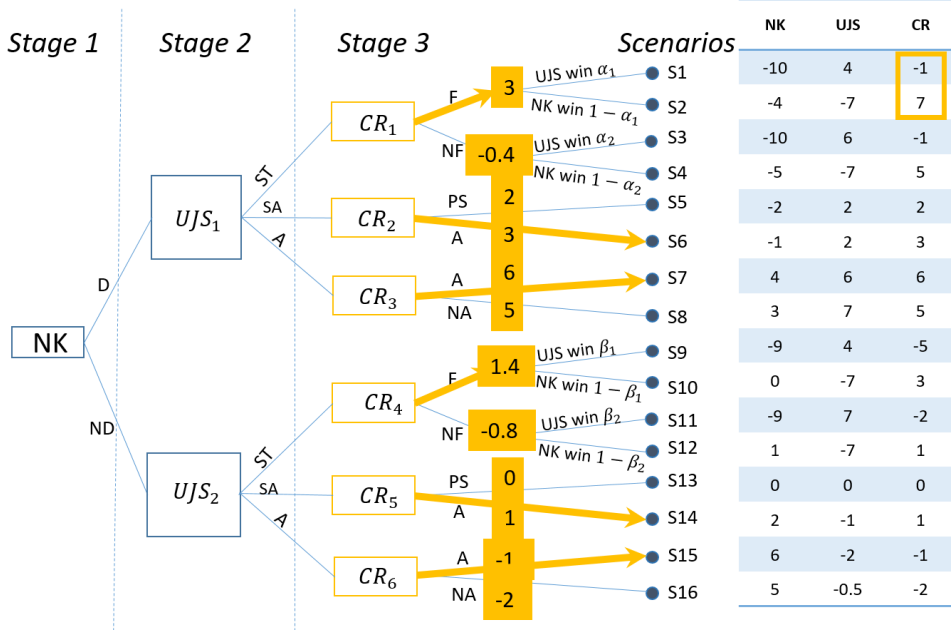 Stage 1 Stage 2 Stage 3 Scenarios
NK UJS CR
UJS win α₁ S1 -10 4 -1
F 3
NK win 1 − α₁ S2 -4 -7 7
CR₁
UJS win α₂ S3 -10 6 -1
NF -0.4
NK win 1 − α₂ S4 -5 -7 5
ST
PS 2 S5 -2 2 2
SA CR₂
UJS₁
A 3 S6 -1 2 3
A
A 6 S7 4 6 6
CR₃
NA 5 S8 3 7 5
D
NK
UJS win β₁ S9 -9 4 -5
F 1.4
NK win 1 − β₁ S10 0 -7 3
CR₄
UJS win β₂ S11 -9 7 -2
ND
NF -0.8
NK win 1 − β₂ S12 1 -7 1
ST
PS 0 S13 0 0 0
SA CR₅
UJS₂
A 1 S14 2 -1 1
A
A -1 S15 6 -2 -1
CR₆
NA -2 S16 5 -0.5 -2